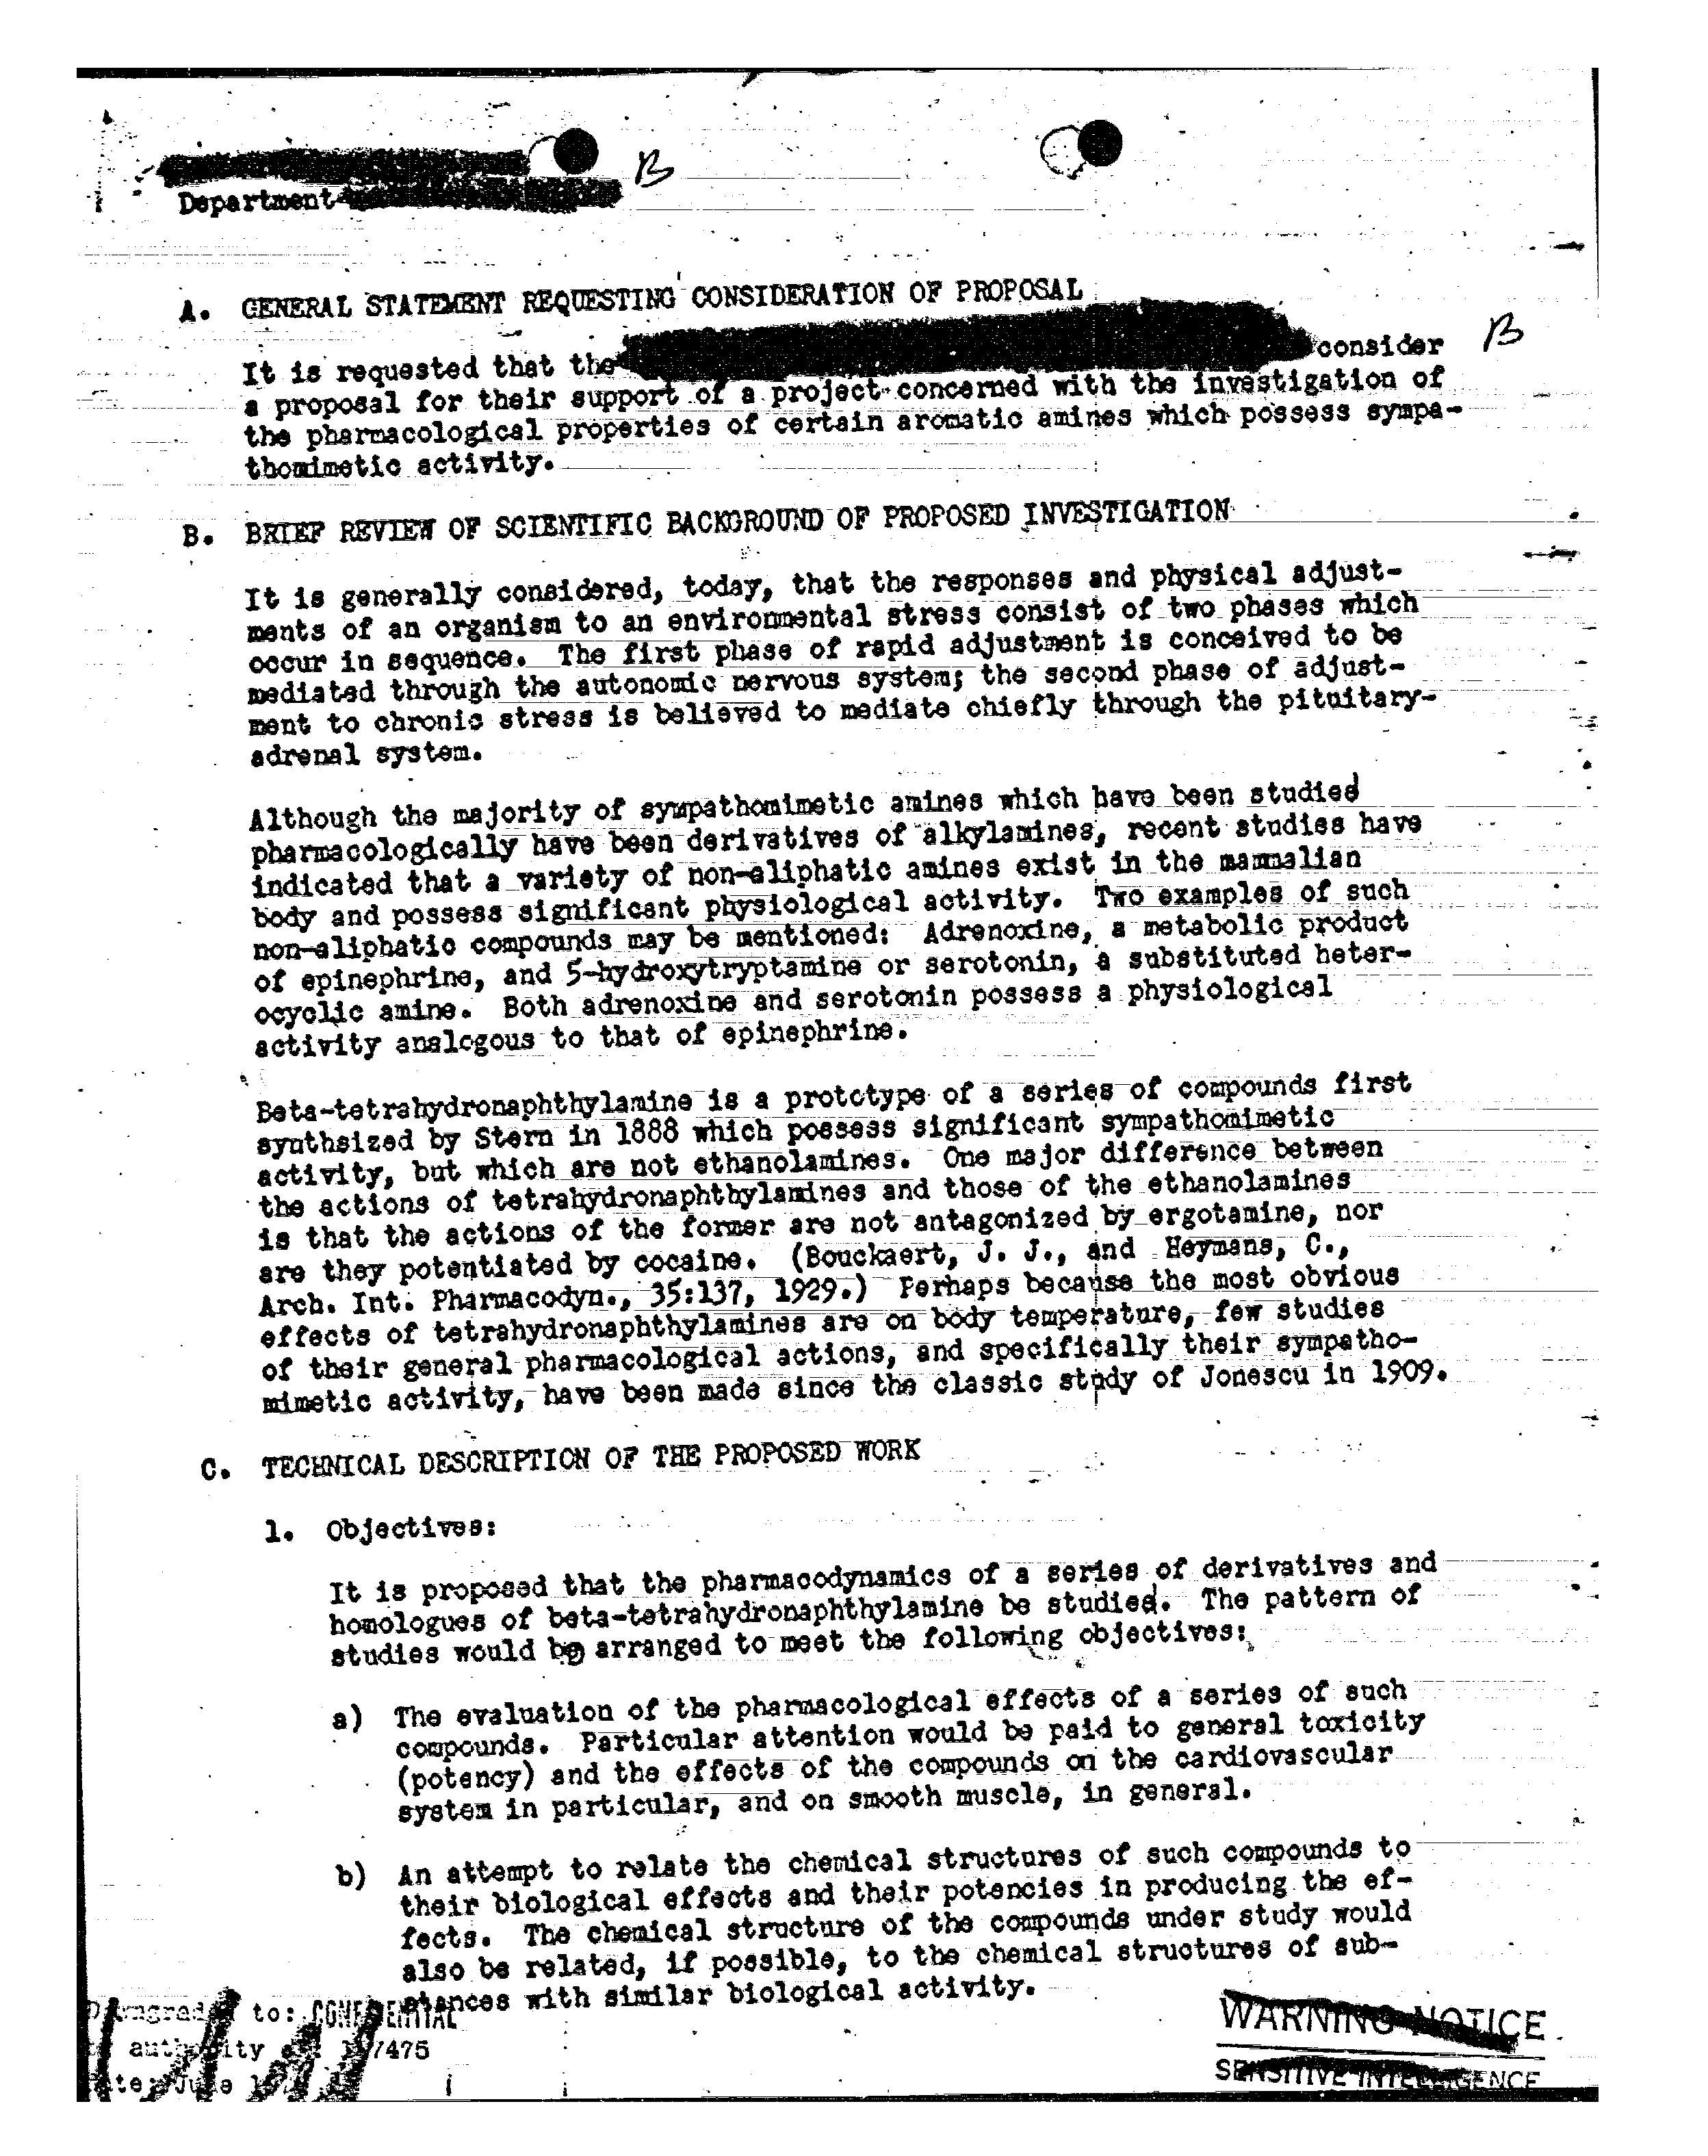 B
Department
A. GENERAL STATEMENT REQUESTING CONSIDERATION OF PROPOSAL
It is requested that the consider B
a proposal for their support of a project concerned with the investigation of
the pharmacological properties of certain aromatic amines which possess sympa-
thomimetic activity.
B. BRIEF REVIEW OF SCIENTIFIC BACKGROUND OF PROPOSED INVESTIGATION
It is generally considered, today, that the responses and physical adjust-
ments of an organism to an environmental stress consist of two phases which
occur in sequence. The first phase of rapid adjustment is conceived to be
mediated through the autonomic nervous system; the second phase of adjust-
ment to chronic stress is believed to mediate chiefly through the pituitary-
adrenal system.
Although the majority of sympathomimetic amines which have been studied
pharmacologically have been derivatives of alkylamines, recent studies have
indicated that a variety of non-aliphatic amines exist in the mammalian
body and possess significant physiological activity. Two examples of such
non-aliphatic compounds may be mentioned: Adrenoxine, a metabolic product
of epinephrine, and 5-hydroxytryptamine or serotonin, a substituted heter-
ocyclic amine. Both adrenoxine and serotonin possess a physiological
activity analogous to that of epinephrine.
Beta-tetrahydronaphthylamine is a prototype of a series of compounds first
synthsized by Stern in 1888 which possess significant sympathomimetic
activity, but which are not ethanolamines. One major difference between
the actions of tetrahydronaphthylamines and those of the ethanolamines
is that the actions of the former are not antagonized by ergotamine, nor
are they potentiated by cocaine. (Bouckaert, J. J., and Heymans, C.,
Arch. Int. Pharmacodyn., 35:137, 1929.) Perhaps because the most obvious
effects of tetrahydronaphthylamines are on body temperature, few studies
of their general pharmacological actions, and specifically their sympatho-
mimetic activity, have been made since the classic study of Jonescu in 1909.
C. TECHNICAL DESCRIPTION OF THE PROPOSED WORK
1. Objectives:
It is proposed that the pharmacodynamics of a series of derivatives and
homologues of beta-tetrahydronaphthylamine be studied. The pattern of
studies would be arranged to meet the following objectives:
a) The evaluation of the pharmacological effects of a series of such
compounds. Particular attention would be paid to general toxicity
(potency) and the effects of the compounds on the cardiovascular
system in particular, and on smooth muscle, in general.
b) An attempt to relate the chemical structures of such compounds to
their biological effects and their potencies in producing the ef-
fects. The chemical structure of the compounds under study would
also be related, if possible, to the chemical structures of sub-
stances with similar biological activity.
to: CONFIDENTIAL
authority
WARNING NOTICE
SENSITIVE INTELLIGENCE